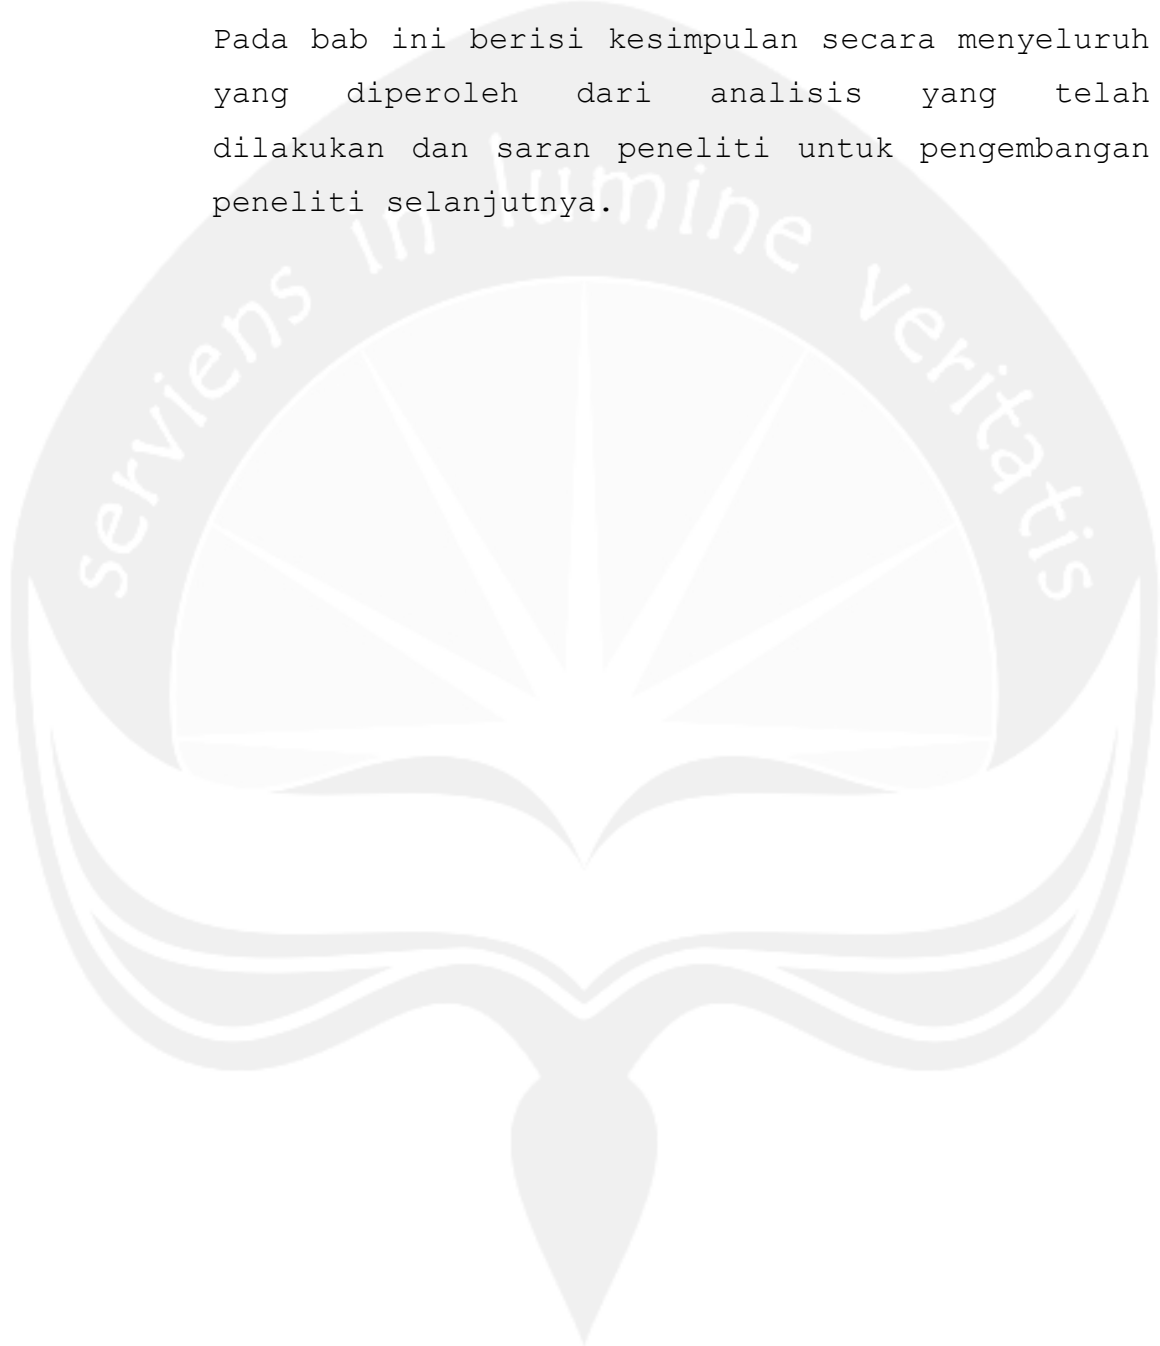 Pada bab ini berisi kesimpulan secara menyeluruh
yang diperoleh dari analisis yang telah
dilakukan dan saran peneliti untuk pengembangan
peneliti selanjutnya.
serviens in lumine veritatis